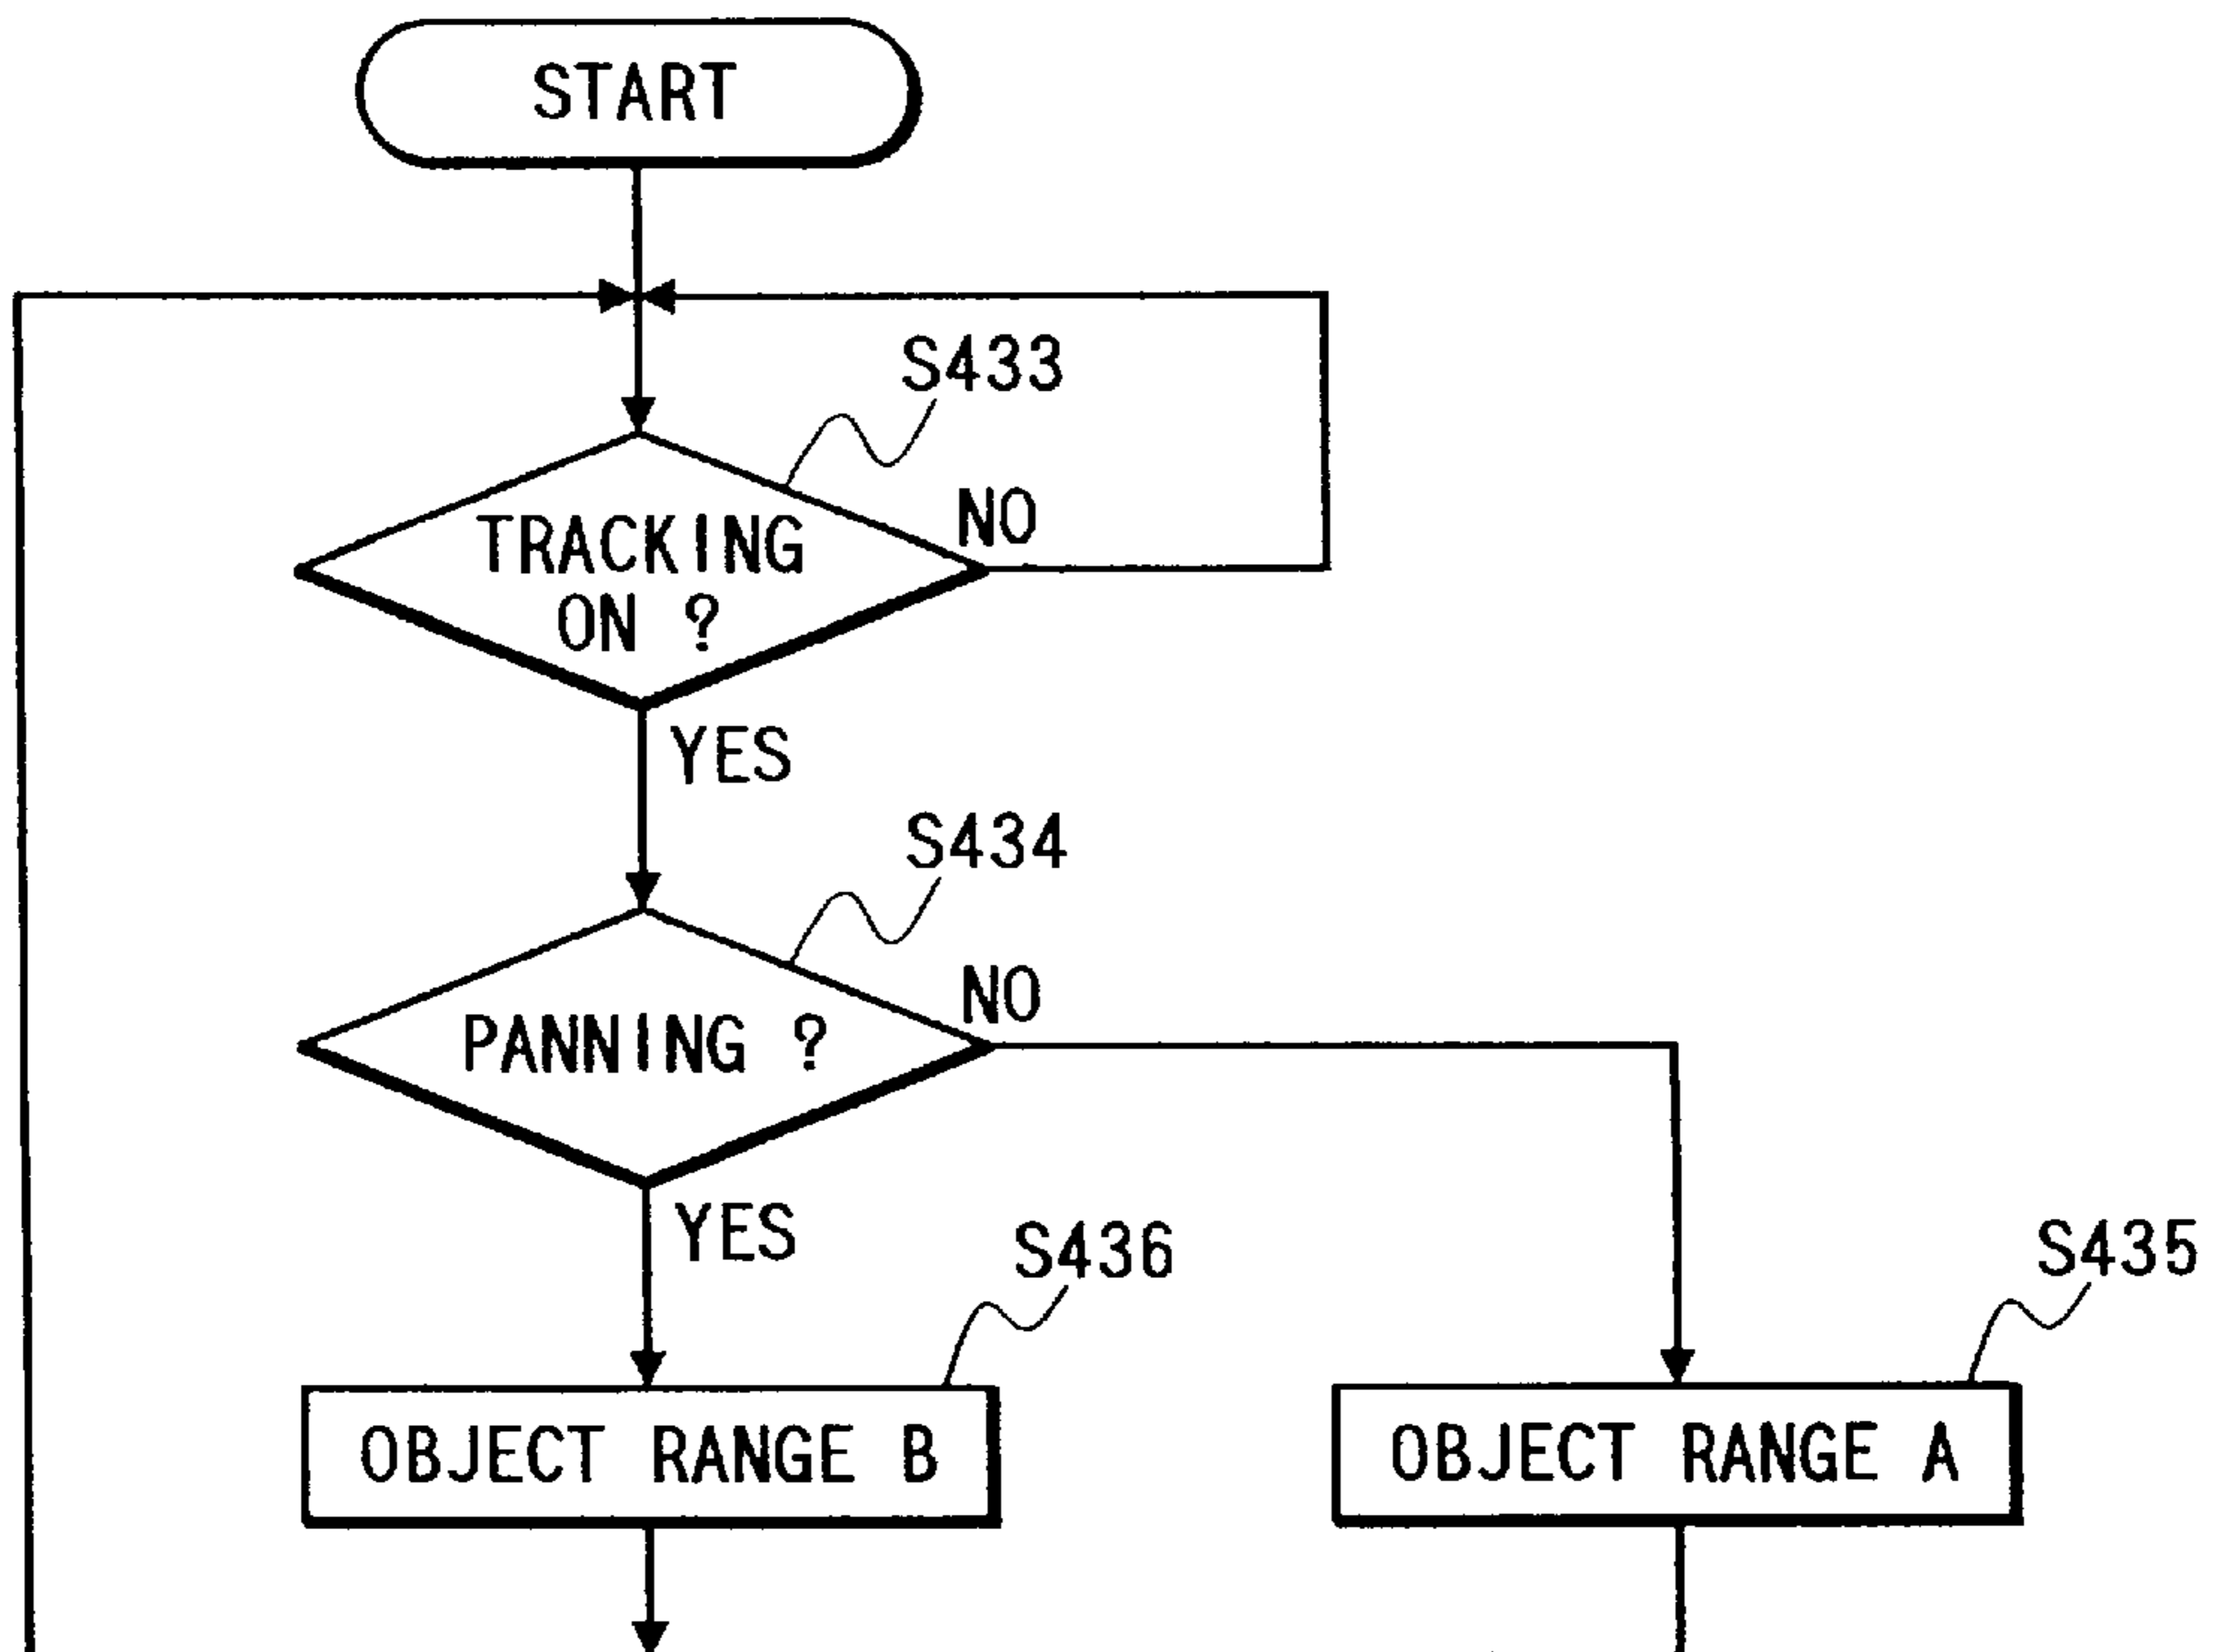 START
S433
NO
TRACKING
ON ?
YES
S434
NO
PANNING ?
YES
S436
S435
OBJECT RANGE B
OBJECT RANGE A